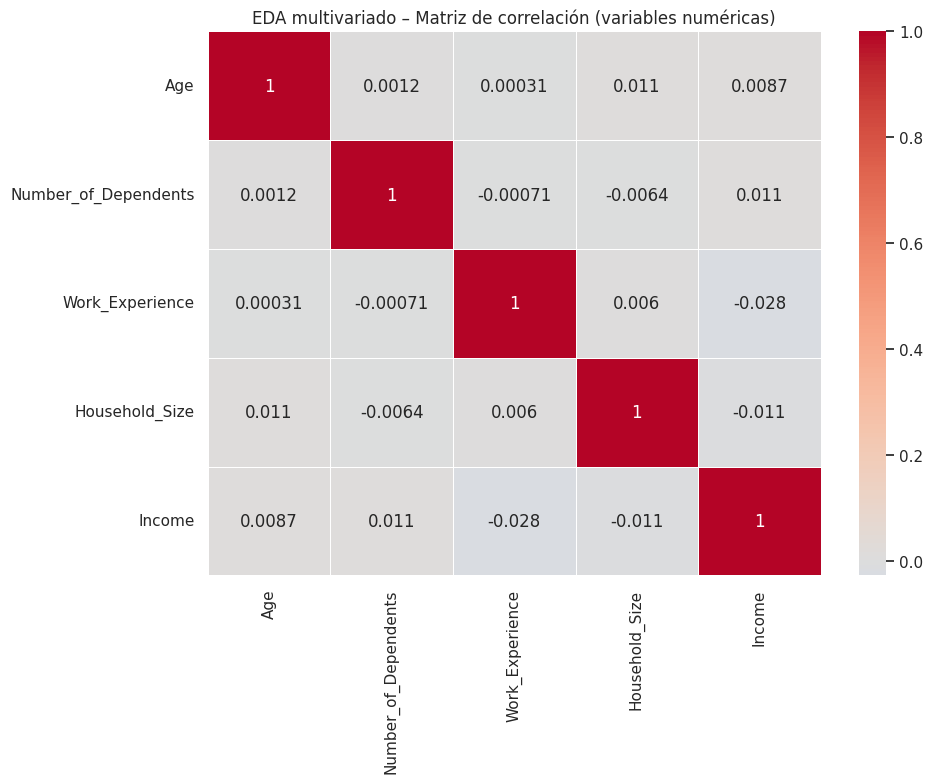 EDA multivariado – Matriz de correlación (variables numéricas)
Age
1
0.0012
0.00031
0.011
0.0087
Number_of_Dependents
0.0012
1
-0.00071
-0.0064
0.011
Work_Experience
0.00031
-0.00071
1
0.006
-0.028
Household_Size
0.011
-0.0064
0.006
1
-0.011
Income
0.0087
0.011
-0.028
-0.011
1
Age
Number_of_Dependents
Work_Experience
Household_Size
Income
1.0
0.8
0.6
0.4
0.2
0.0